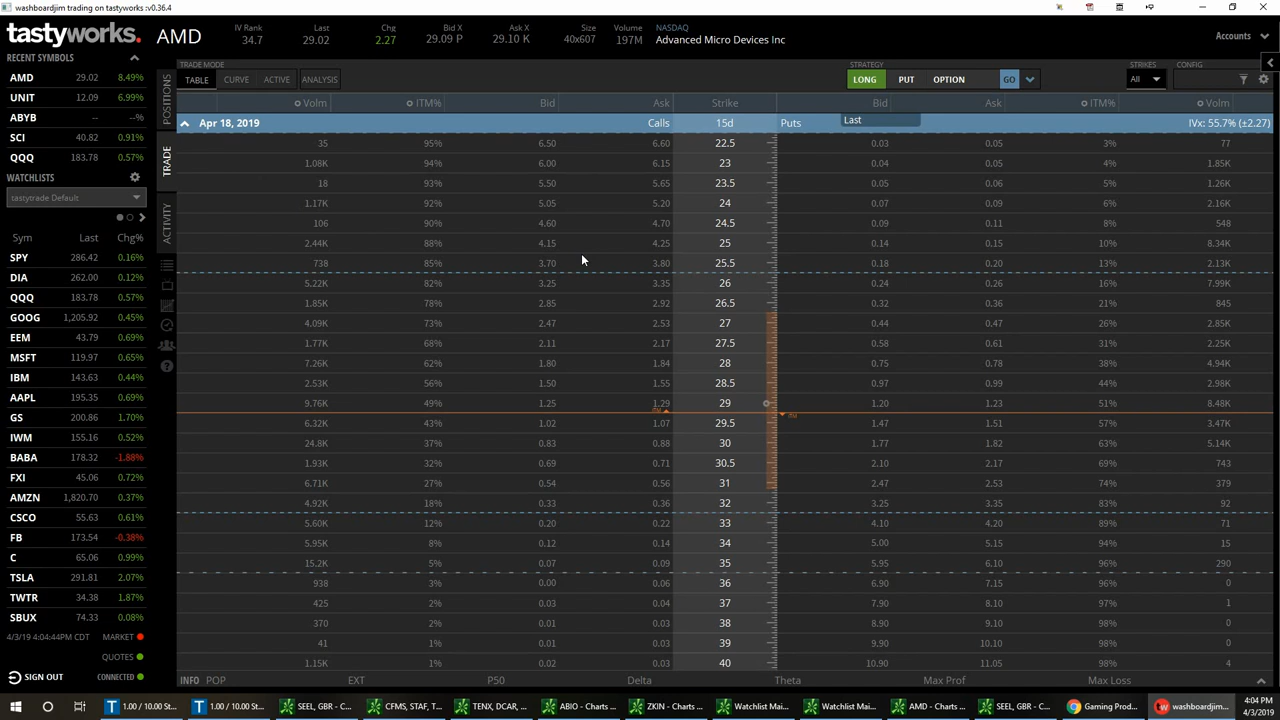 washboardjim trading on tastyworks :v0.36.4
tastyworks. AMD IV Rank 34.7 Last 29.02 Chg 2.27 Bid X 29.09 P Ask X 29.10 K Size 40x607 Volume 197M NASDAQ Advanced Micro Devices Inc Accounts
RECENT SYMBOLS TRADE MODE STRATEGY STRIKES CONFIG
TABLE CURVE ACTIVE ANALYSIS LONG PUT OPTION GO All
AMD 29.02 8.49%
UNIT 12.09 6.99%
ABYB -- --%
SCI 40.82 0.91%
QQQ 183.78 0.57%
WATCHLISTS
tastytrade Default
Sym Last Chg%
SPY 286.42 0.16%
DIA 262.00 0.12%
QQQ 183.78 0.57%
GOOG 1,205.92 0.45%
EEM 43.79 0.69%
MSFT 119.97 0.65%
IBM 143.63 0.44%
AAPL 195.35 0.69%
GS 200.86 1.70%
IWM 155.16 0.52%
BABA 178.32 -1.88%
FXI 45.06 0.72%
AMZN 1,820.70 0.37%
CSCO 55.63 0.61%
FB 173.54 -0.38%
C 65.06 0.99%
TSLA 291.81 2.07%
TWTR 34.38 1.87%
SBUX 74.33 0.08%
4/3/19 4:04:44PM CDT MARKET
QUOTES
SIGN OUT CONNECTED
POSITIONS
TRADE
ACTIVITY
Volm ITM% Bid Ask Strike Bid Ask ITM% Volm
Last
Apr 18, 2019 Calls 15d Puts IVx: 55.7% (±2.27)
35 95% 6.50 6.60 22.5 0.03 0.04 3% 77
1.08K 94% 6.00 6.15 23 0.04 0.05 4% 1.85K
18 93% 5.50 5.65 23.5 0.05 0.06 5% 1.26K
1.17K 92% 5.05 5.20 24 0.07 0.09 6% 2.16K
106 90% 4.60 4.70 24.5 0.09 0.11 8% 548
2.44K 88% 4.15 4.25 25 0.14 0.15 10% 8.34K
738 85% 3.70 3.80 25.5 0.18 0.20 13% 2.13K
5.22K 82% 3.25 3.35 26 0.24 0.26 16% 7.99K
1.85K 78% 2.85 2.92 26.5 0.32 0.36 21% 845
4.09K 73% 2.47 2.53 27 0.44 0.47 26% 2.85K
1.77K 68% 2.11 2.17 27.5 0.58 0.61 31% 2.25K
7.26K 62% 1.80 1.84 28 0.75 0.78 38% 4.94K
2.53K 56% 1.50 1.55 28.5 0.97 0.99 44% 2.98K
9.76K 49% 1.25 1.29 29 1.20 1.23 51% 8.48K
ITM ITM
6.32K 43% 1.02 1.07 29.5 1.47 1.51 57% 3.47K
24.8K 37% 0.83 0.88 30 1.77 1.82 63% 5.14K
1.93K 32% 0.69 0.71 30.5 2.10 2.17 69% 743
6.71K 27% 0.54 0.56 31 2.47 2.53 74% 379
4.92K 18% 0.33 0.36 32 3.25 3.35 83% 92
5.60K 12% 0.20 0.22 33 4.10 4.20 89% 71
5.95K 8% 0.12 0.14 34 5.00 5.15 94% 15
15.2K 5% 0.07 0.09 35 5.95 6.10 96% 290
938 3% 0.00 0.06 36 6.90 7.15 96% 0
425 2% 0.03 0.04 37 7.90 8.10 97% 1
370 2% 0.01 0.03 38 8.90 9.10 98% 0
41 1% 0.01 0.03 39 9.90 10.10 98% 0
1.15K 1% 0.02 0.03 40 10.90 11.05 98% 4
INFO POP EXT P50 Delta Theta Max Prof Max Loss
1.00 / 10.00 St... 1.00 / 10.00 St... SEEL, GBR - C... CFMS, STAF, T... TENX, DCAR, ... ABIO - Charts ... ZKIN - Charts ... Watchlist Mai... Watchlist Mai... AMD - Charts ... SEEL, GBR - C... Gaming Prod... washboardjim... 4:04 PM
4/3/2019